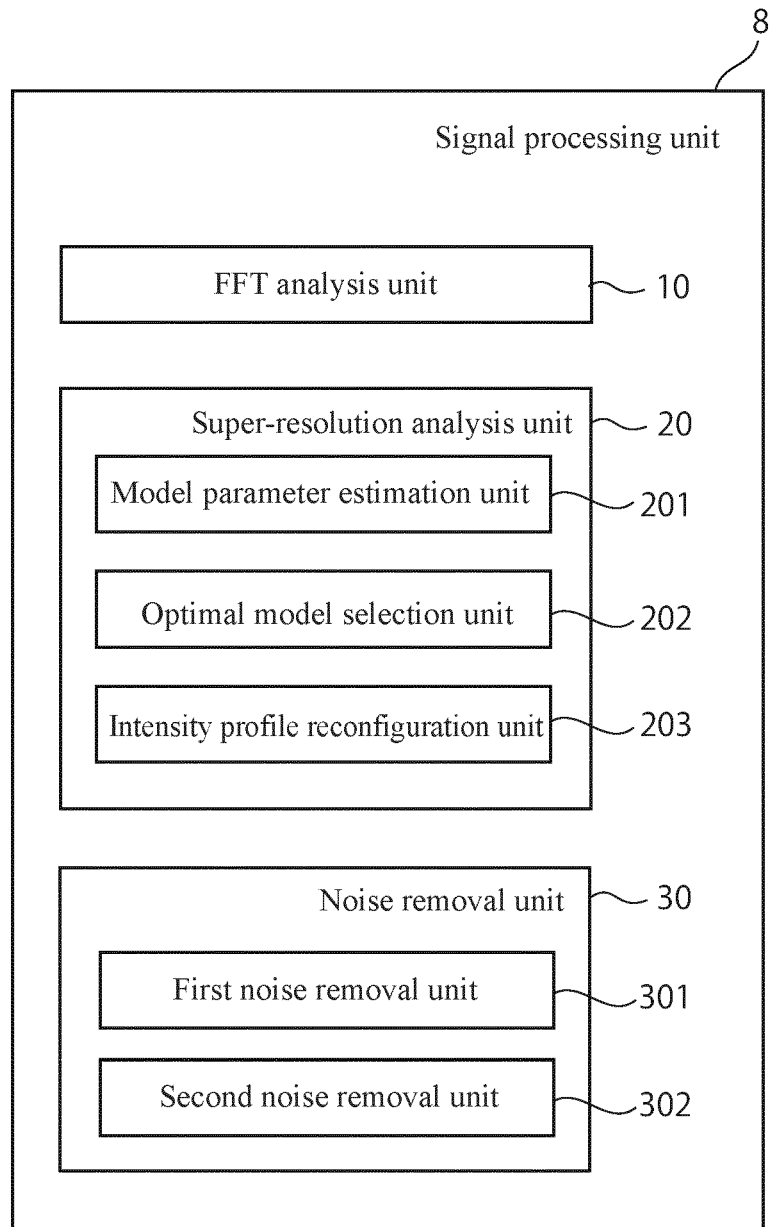 8
Signal processing unit
FFT analysis unit
10
Super-resolution analysis unit
20
Model parameter estimation unit
201
Optimal model selection unit
202
Intensity profile reconfiguration unit
203
Noise removal unit
30
First noise removal unit
301
Second noise removal unit
302